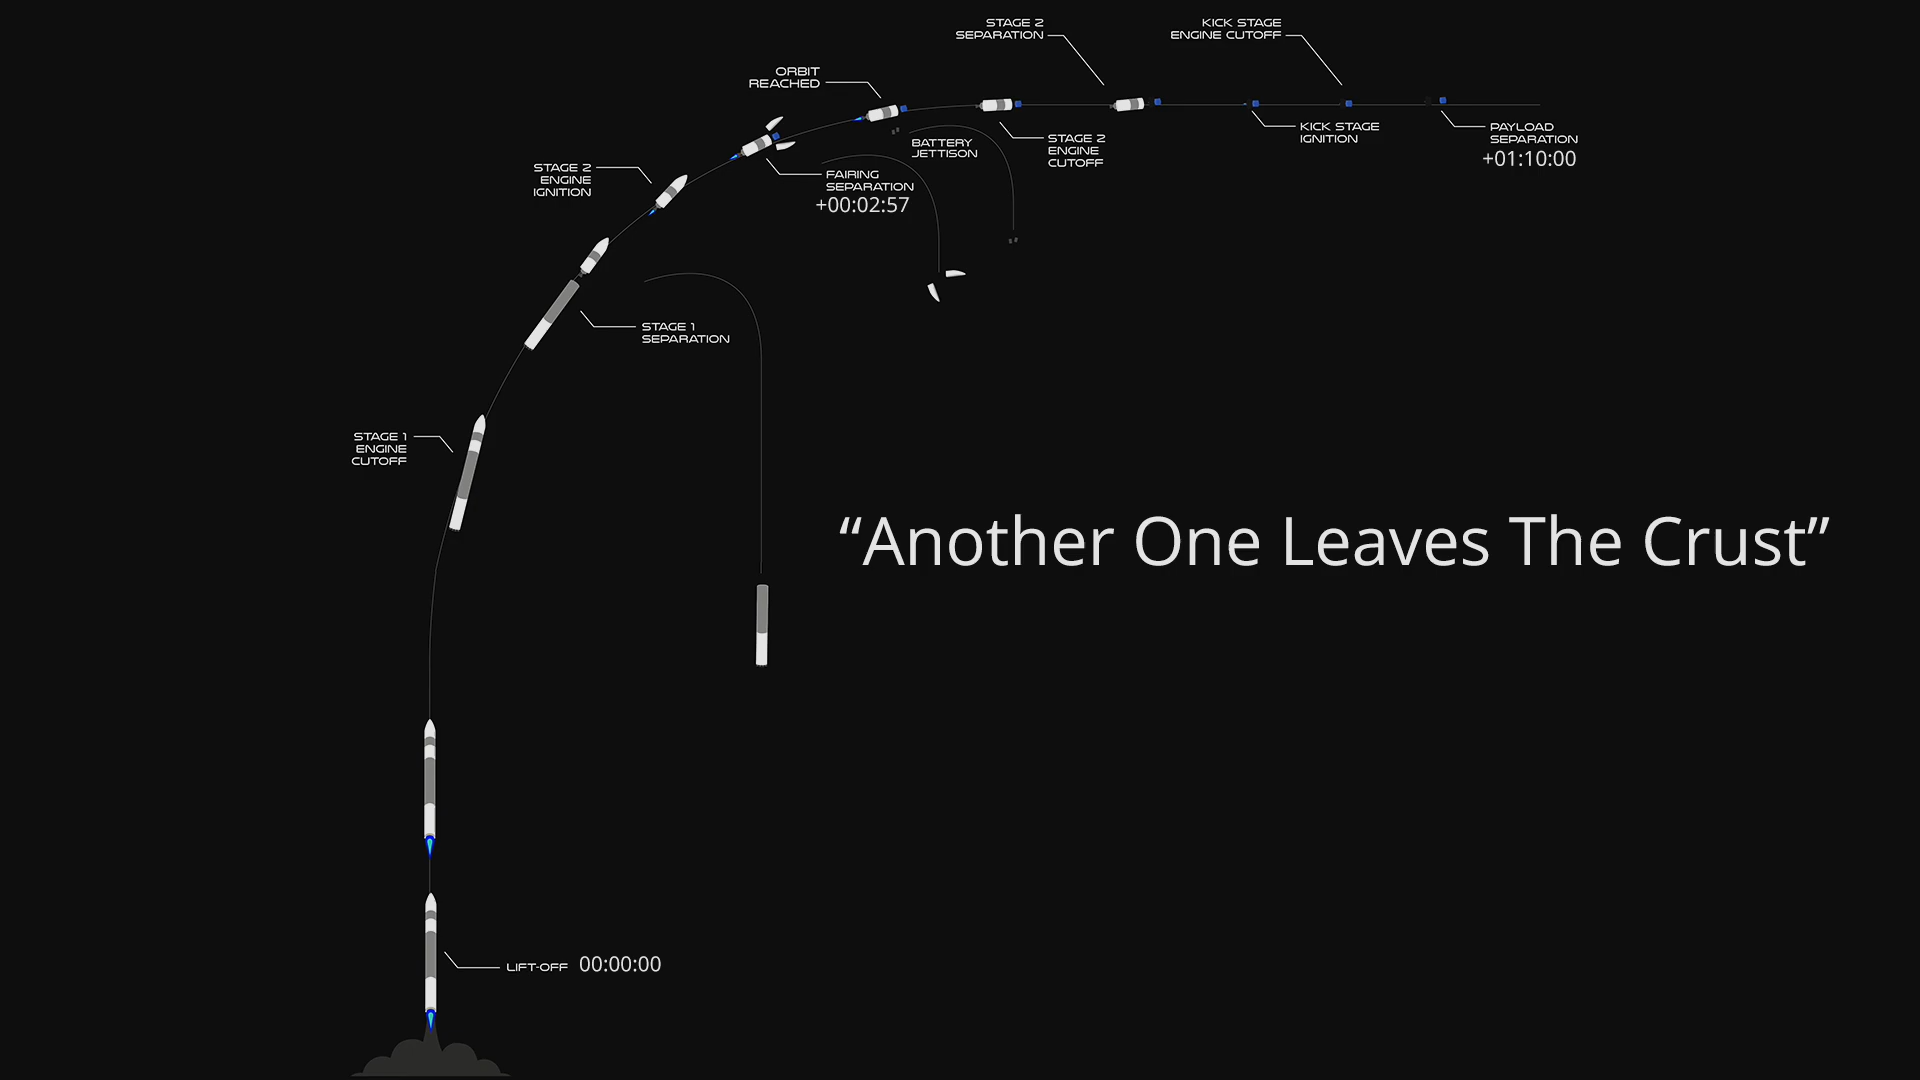 STAGE 2
SEPARATION
KICK STAGE
ENGINE CUTOFF
ORBIT
REACHED
KICK STAGE
IGNITION
PAYLOAD
SEPARATION
+01:10:00
STAGE 2
ENGINE
CUTOFF
BATTERY
JETTISON
STAGE 2
ENGINE
IGNITION
FAIRING
SEPARATION
+00:02:57
STAGE 1
SEPARATION
STAGE 1
ENGINE
CUTOFF
“Another One Leaves The Crust”
LIFT-OFF 00:00:00